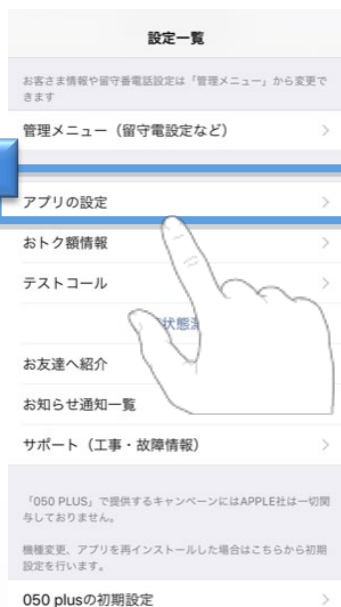 設定一覧
お客さま情報や留守番電話設定は「管理メニュー」から変更で
きます
管理メニュー（留守電設定など）
アプリの設定
おトク額情報
テストコール
状態
お友達へ紹介
お知らせ通知一覧
サポート（工事・故障情報）
「050 PLUS」で提供するキャンペーンにはAPPLE社は一切関
与しておりません。
機種変更、アプリを再インストールした場合はこちらから初期
設定を行います。
050 plusの初期設定